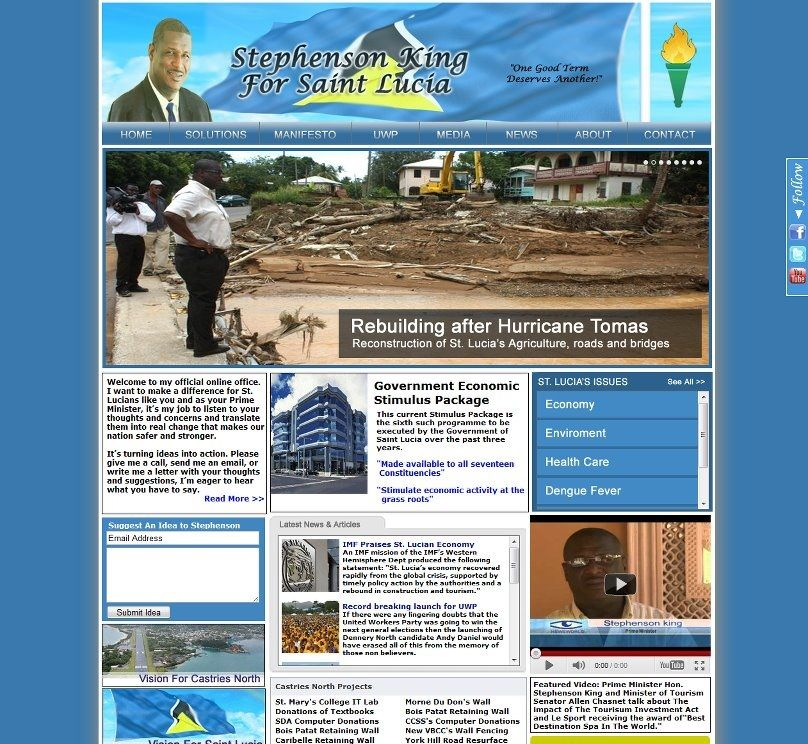 Stephenson King
For Saint Lucia
"One Good Term
Deserves Another!"
HOME SOLUTIONS MANIFESTO UWP MEDIA NEWS ABOUT CONTACT
Follow
You
Tube
Rebuilding after Hurricane Tomas
Reconstruction of St. Lucia's Agriculture, roads and bridges
Welcome to my official online office.
I want to make a difference for St.
Lucians like you and as your Prime
Minister, it's my job to listen to your
thoughts and concerns and translate
them into real change that makes our
nation safer and stronger.
It's turning ideas into action. Please
give me a call, send me an email, or
write me a letter with your thoughts
and suggestions, I'm eager to hear
what you have to say.
Read More >>
Government Economic
Stimulus Package
This current Stimulus Package is
the sixth such programme to be
executed by the Government of
Saint Lucia over the past three
years.
"Made available to all seventeen
Constituencies"
"Stimulate economic activity at the
grass roots"
ST. LUCIA'S ISSUES See All >>
Economy
Enviroment
Health Care
Dengue Fever
Suggest An Idea to Stephenson
Email Address
Submit Idea
Latest News & Articles
IMF Praises St. Lucian Economy
An IMF mission of the IMF's Western
Hemisphere Dept produced the following
statement: "St. Lucia's economy recovered
rapidly from the global crisis, supported by
timely policy action by the authorities and a
rebound in construction and tourism."
Record breaking launch for UWP
If there were any lingering doubts that the
United Workers Party was going to win the
next general elections then the launching of
Dennery North candidate Andy Daniel would
have erased all of this from the memory of
those non believers.
NEWSWORLD
Stephenson king
Prime Minister
0:00 / 0:00
You Tube
Vision For Castries North
Vision For Saint Lucia
Castries North Projects
St. Mary's College IT Lab
Donations of Textbooks
SDA Computer Donations
Bois Patat Retaining Wall
Caribelle Retaining Wall
Morne Du Don's Wall
Bois Patat Retaining Wall
CCSS's Computer Donations
New VBCC's Wall Fencing
York Hill Road Resurface
Featured Video: Prime Minister Hon.
Stephenson King and Minister of Tourism
Senator Allen Chasnet talk about The
impact of The Tourism Incentive Act
and Le Sport receiving the award of"Best
Destination Spa In The World."